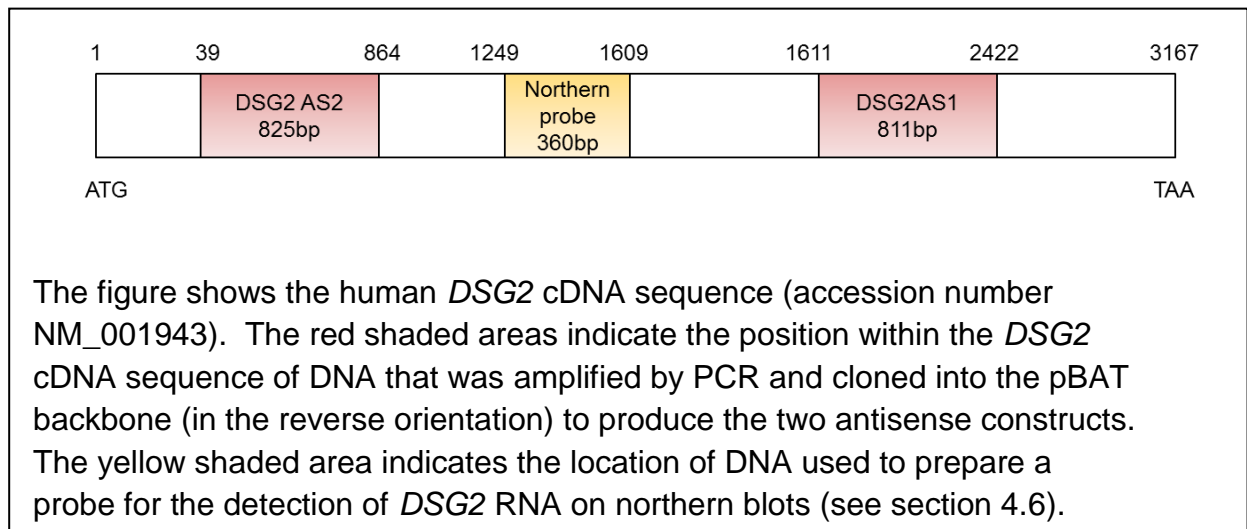 1 39 864 1249 1609 1611 2422 3167
DSG2 AS2
825bp
Northern
probe
360bp
DSG2AS1
811bp
ATG TAA
The figure shows the human DSG2 cDNA sequence (accession number
NM_001943).  The red shaded areas indicate the position within the DSG2
cDNA sequence of DNA that was amplified by PCR and cloned into the pBAT
backbone (in the reverse orientation) to produce the two antisense constructs.
The yellow shaded area indicates the location of DNA used to prepare a
probe for the detection of DSG2 RNA on northern blots (see section 4.6).